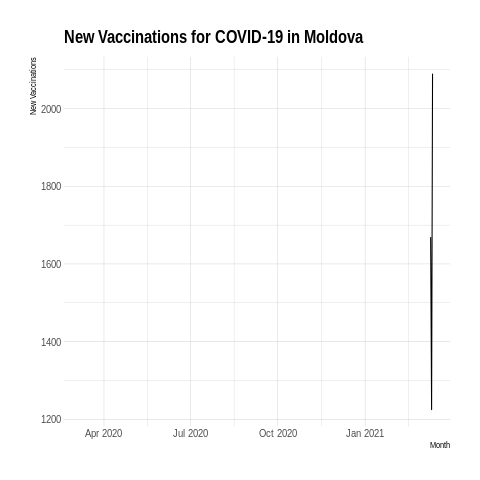 New Vaccinations for COVID-19 in Moldova
New Vaccinations
2000
1800
1600
1400
1200
Apr 2020 Jul 2020 Oct 2020 Jan 2021
Month